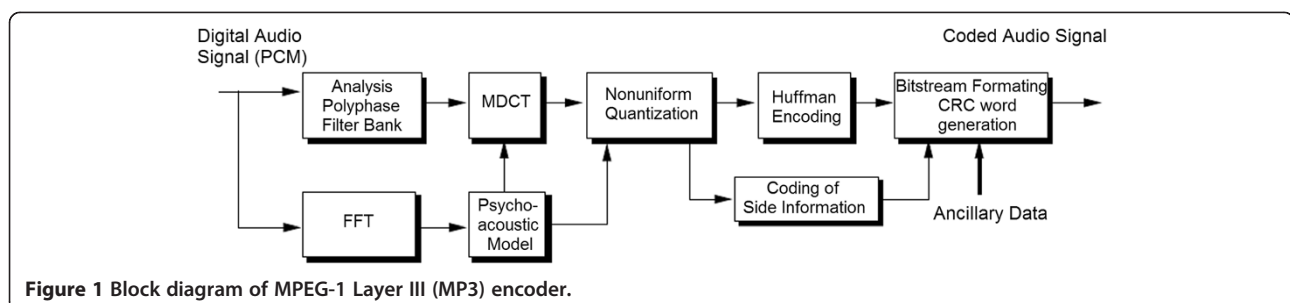 Digital Audio
Signal (PCM)
Coded Audio Signal
Analysis
Polyphase
Filter Bank
MDCT
Nonuniform
Quantization
Huffman
Encoding
Bitstream Formating
CRC word
generation
FFT
Psycho-
acoustic
Model
Coding of
Side Information
Ancillary Data
Figure 1 Block diagram of MPEG-1 Layer III (MP3) encoder.